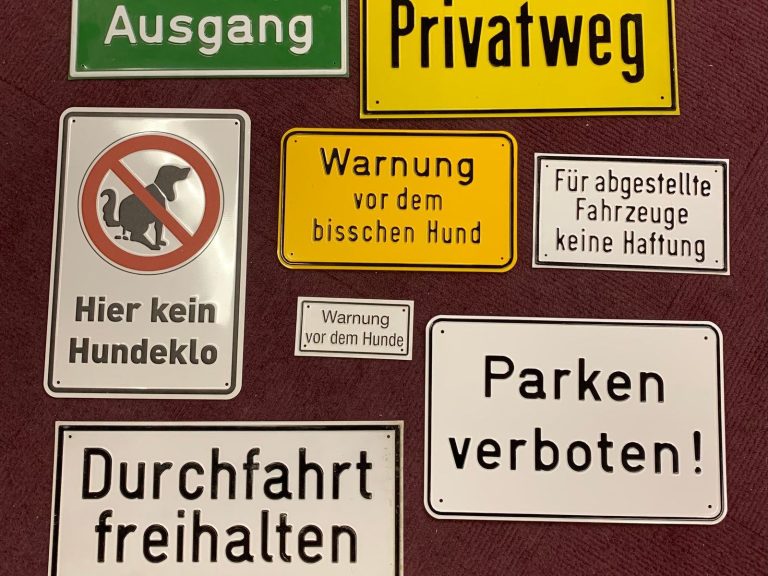 Ausgang
Privatweg
Hier kein
Hundeklo
Warnung
vor dem
bisschen Hund
Für abgestellte
Fahrzeuge
keine Haftung
Warnung
vor dem Hunde
Parken
verboten!
Durchfahrt
freihalten